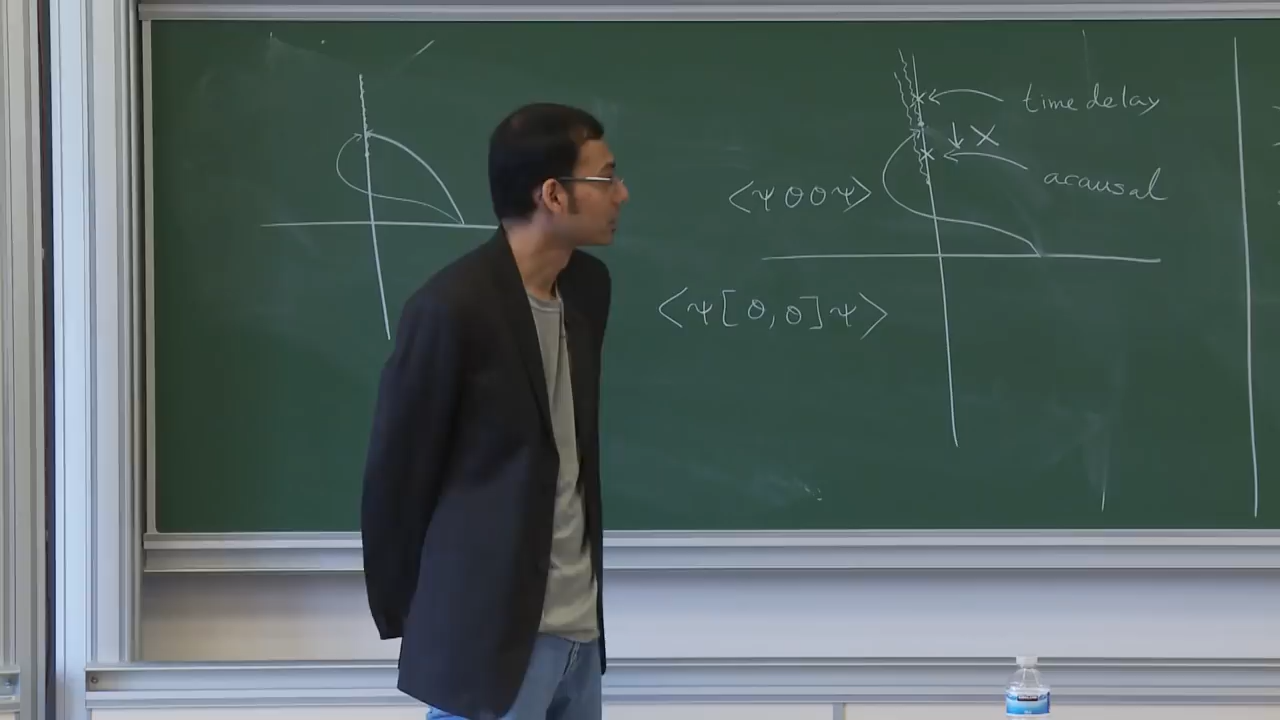 time delay
↓ X
acausal
<ψ O O ψ>
<ψ [O, O] ψ>